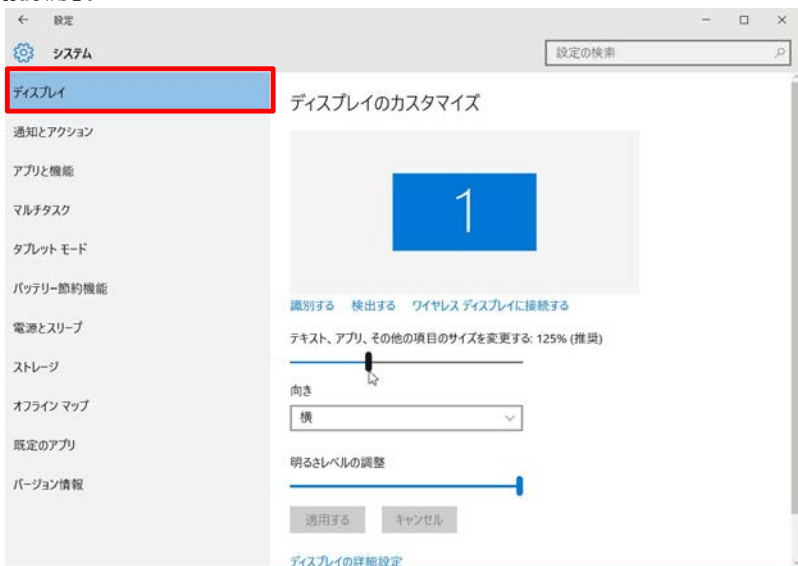 ← 設定
システム
設定の検索
ディスプレイ
通知とアクション
アプリと機能
マルチタスク
タブレット モード
バッテリー節約機能
電源とスリープ
ストレージ
オフライン マップ
既定のアプリ
バージョン情報
ディスプレイのカスタマイズ
1
識別する 検出する ワイヤレス ディスプレイに接続する
テキスト、アプリ、その他の項目のサイズを変更する: 125% (推奨)
向き
横
明るさレベルの調整
適用する キャンセル
ディスプレイの詳細設定